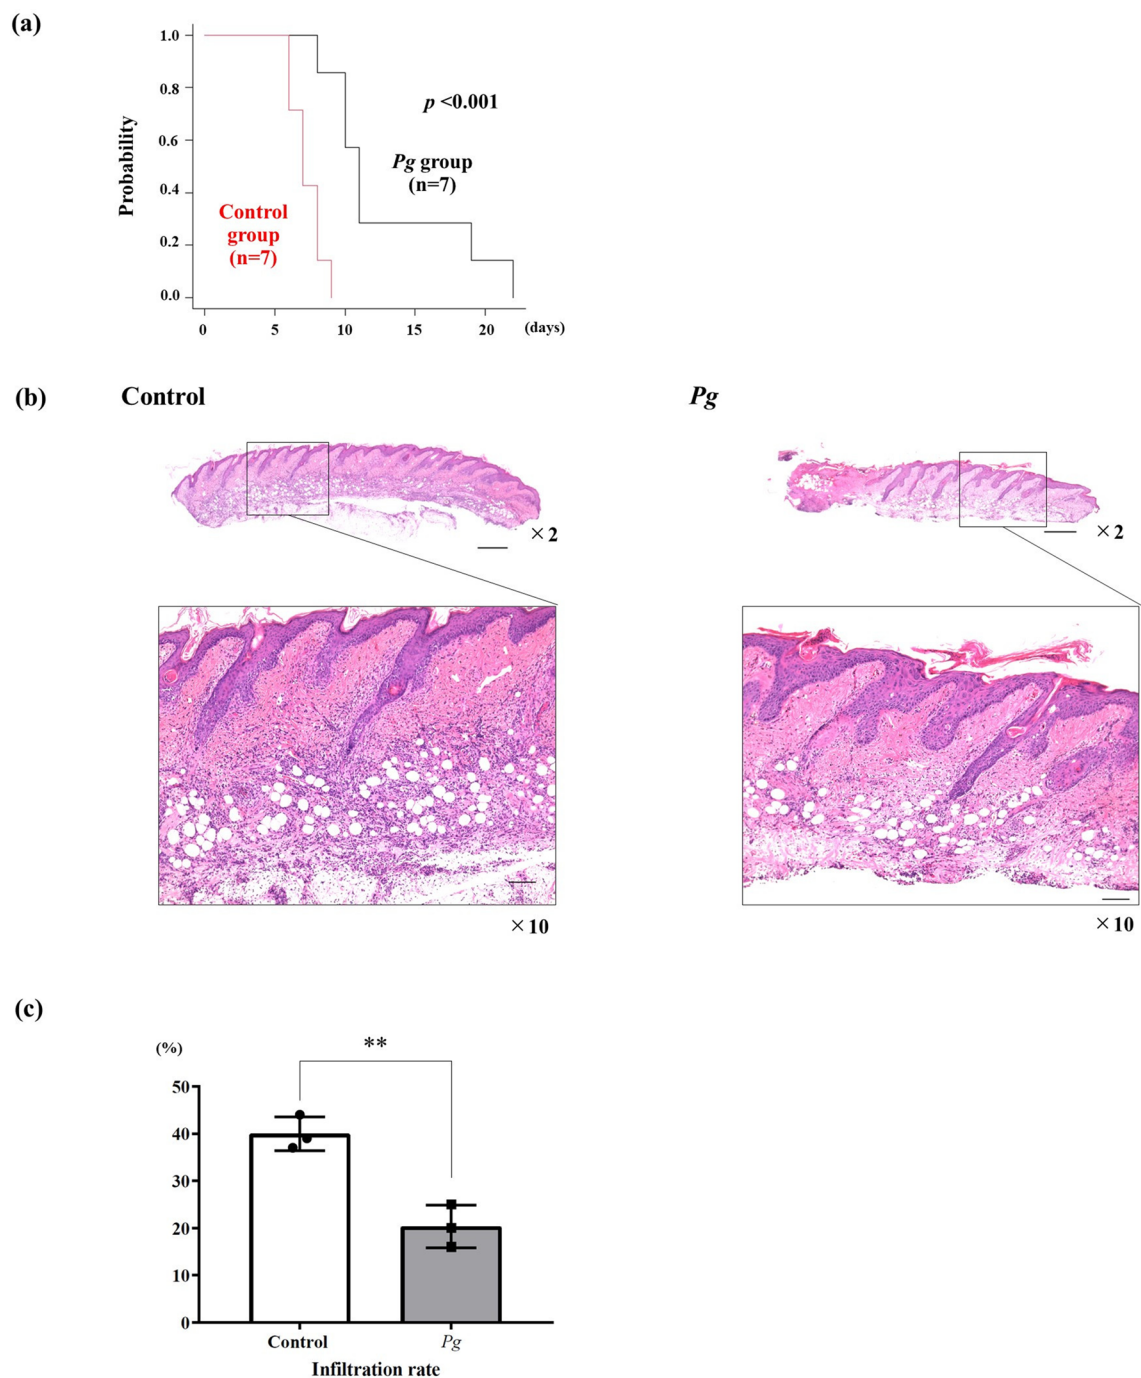 (a)
1.0
0.8
0.6
0.4
0.2
0.0
Probability
p <0.001
Pg group
(n=7)
Control
group
(n=7)
0 5 10 15 20 (days)
(b)
Control
Pg
×2
×2
×10
×10
(c)
(%)
**
50
40
30
20
10
0
Control Pg
Infiltration rate